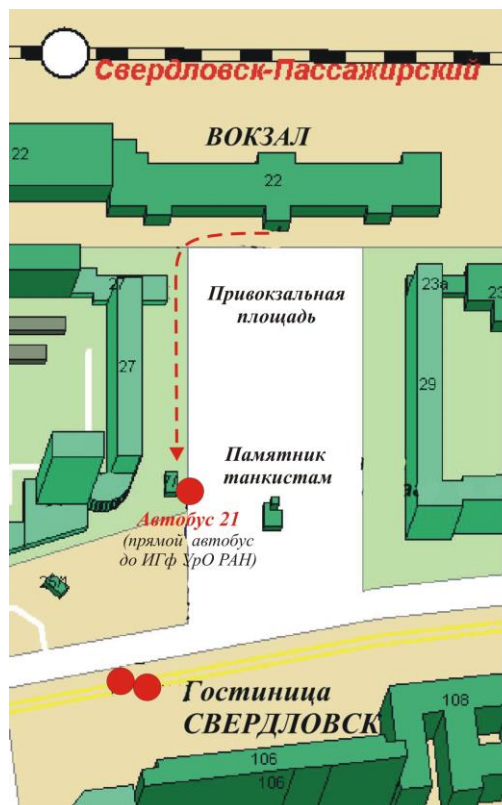 Свердловск-Пассажирский
ВОКЗАЛ
22
22
Привокзальная
площадь
27
23а
23
27
29
Памятник
танкистам
Автобус 21
(прямой автобус
до ИГф УрО РАН)
Гостиница
СВЕРДЛОВСК
108
106
106